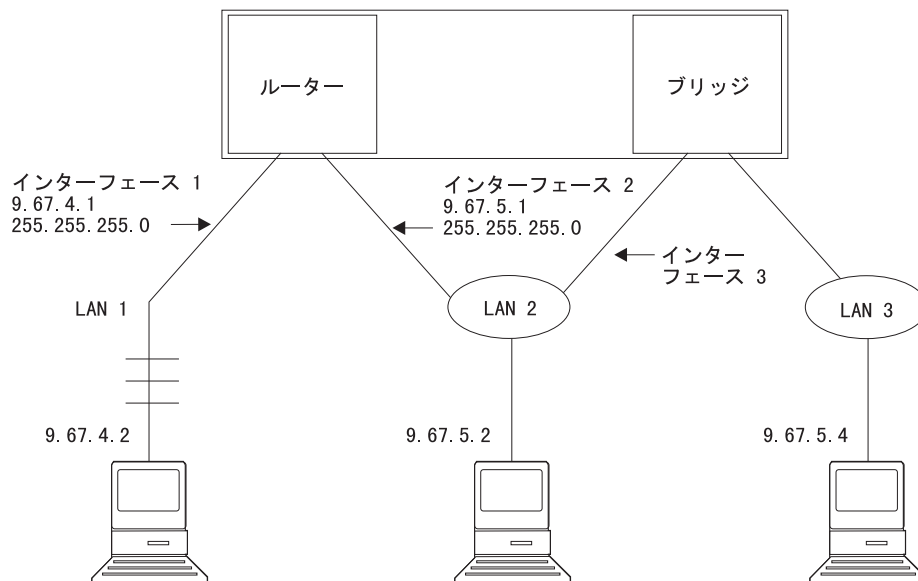 ルーター
ブリッジ
インターフェース 1
9.67.4.1
255.255.255.0
インターフェース 2
9.67.5.1
255.255.255.0
インター
フェース 3
LAN 1
LAN 2
LAN 3
9.67.4.2
9.67.5.2
9.67.5.4